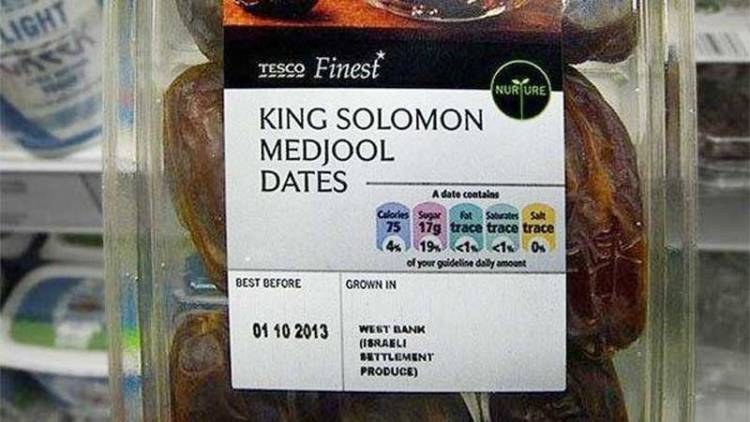 LIGHT
TESCO Finest*
NURTURE
KING SOLOMON
MEDJOOL
DATES
A date contains
Calories Sugar Fat Saturates Salt
75 17g trace trace trace
4% 19% <1% <1% 0%
of your guideline daily amount
BEST BEFORE
01 10 2013
GROWN IN
WEST BANK
(ISRAELI
SETTLEMENT
PRODUCE)